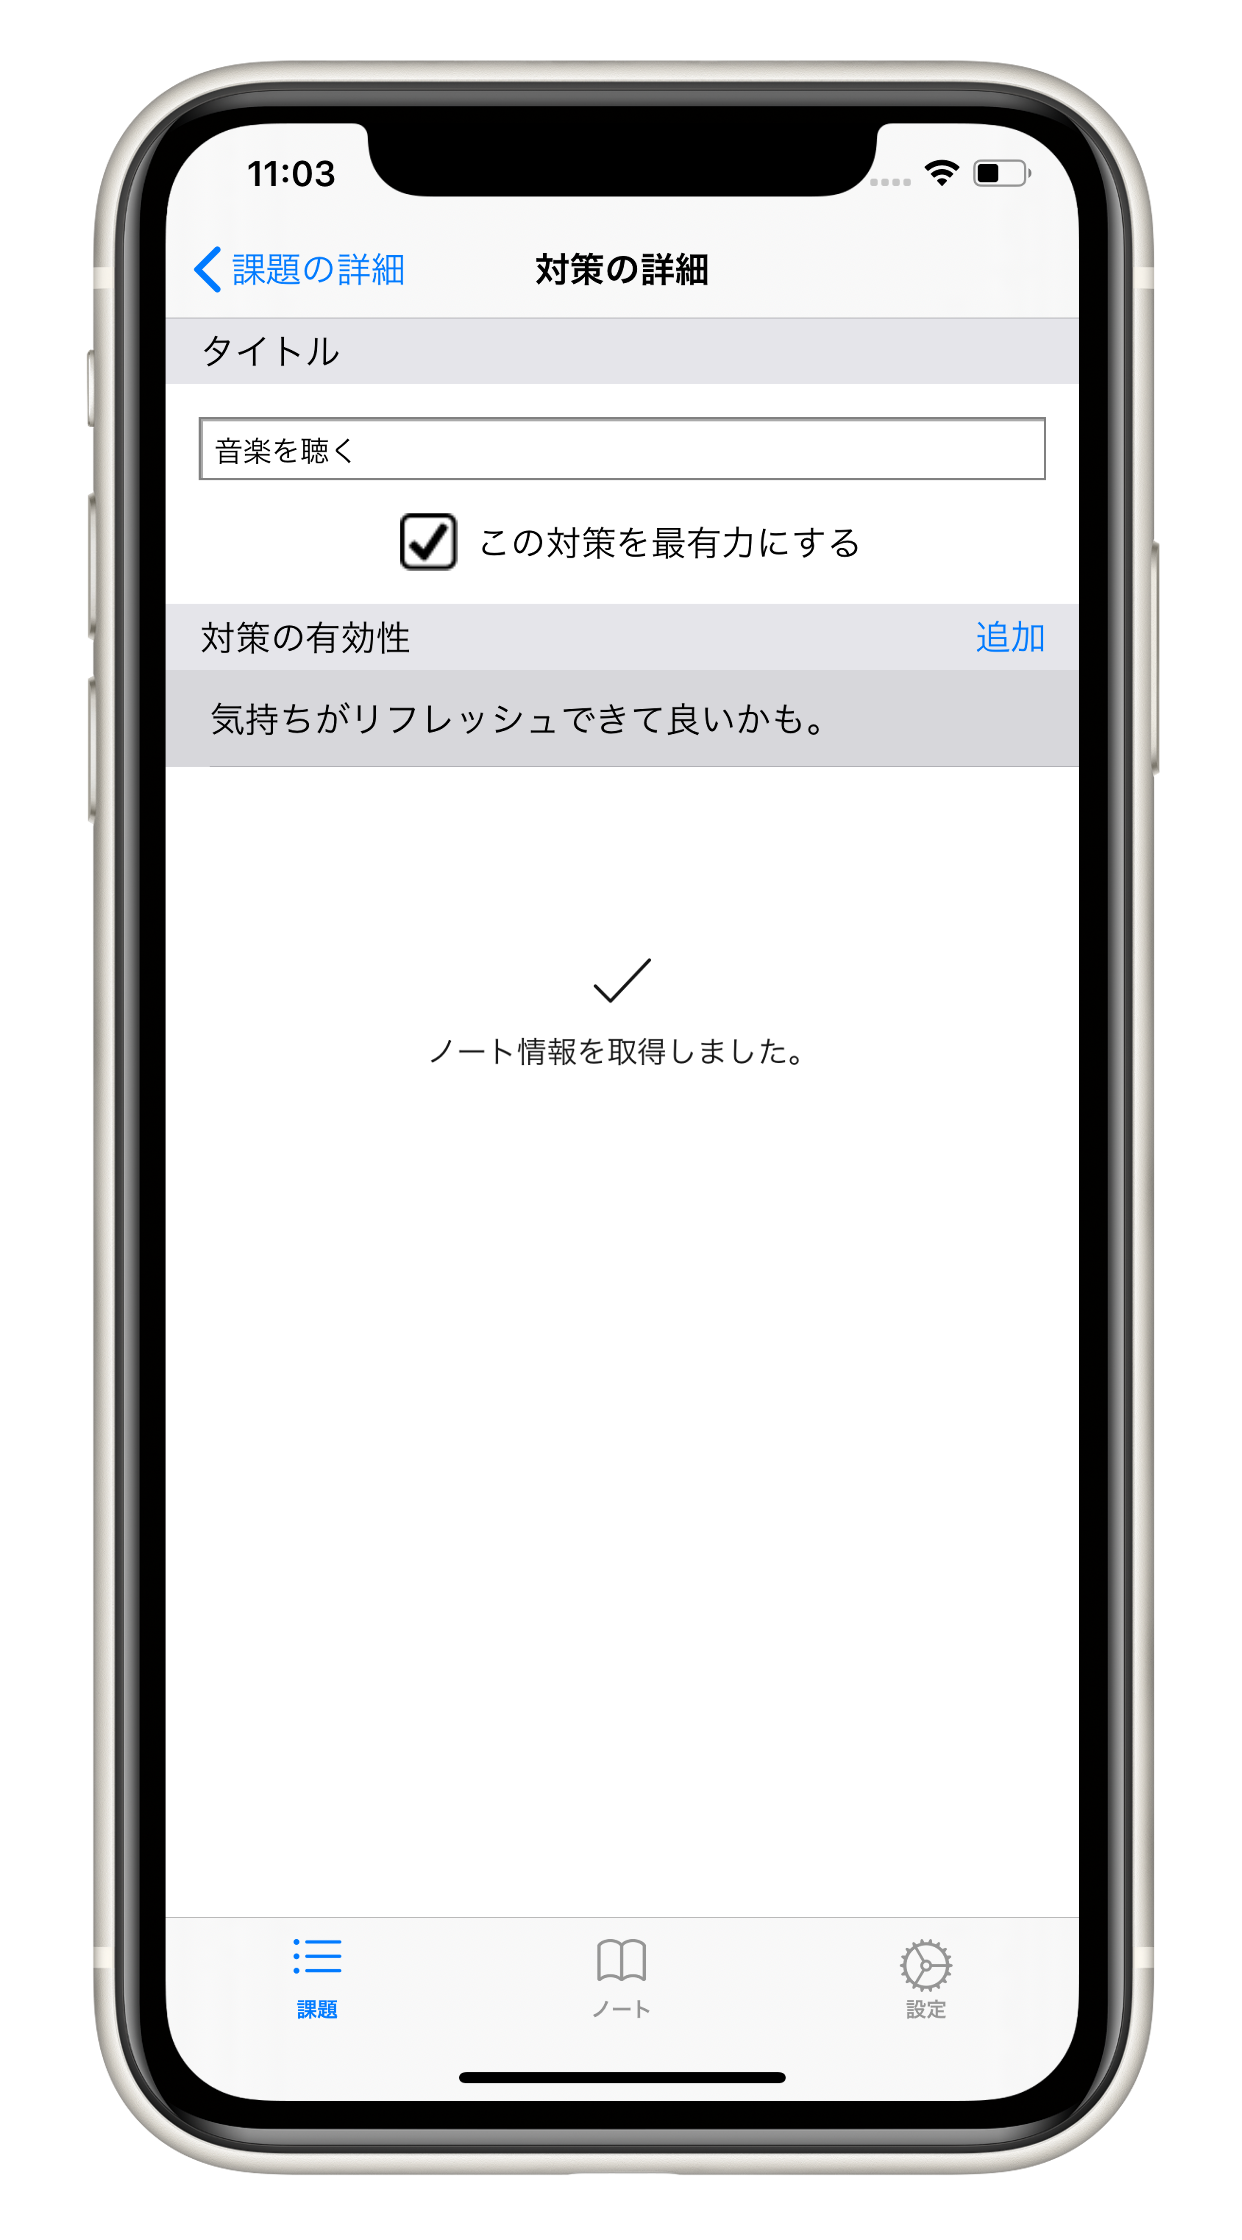 11:03
課題の詳細
対策の詳細
タイトル
音楽を聴く
この対策を最有力にする
対策の有効性
追加
気持ちがリフレッシュできて良いかも。
ノート情報を取得しました。
課題
ノート
設定